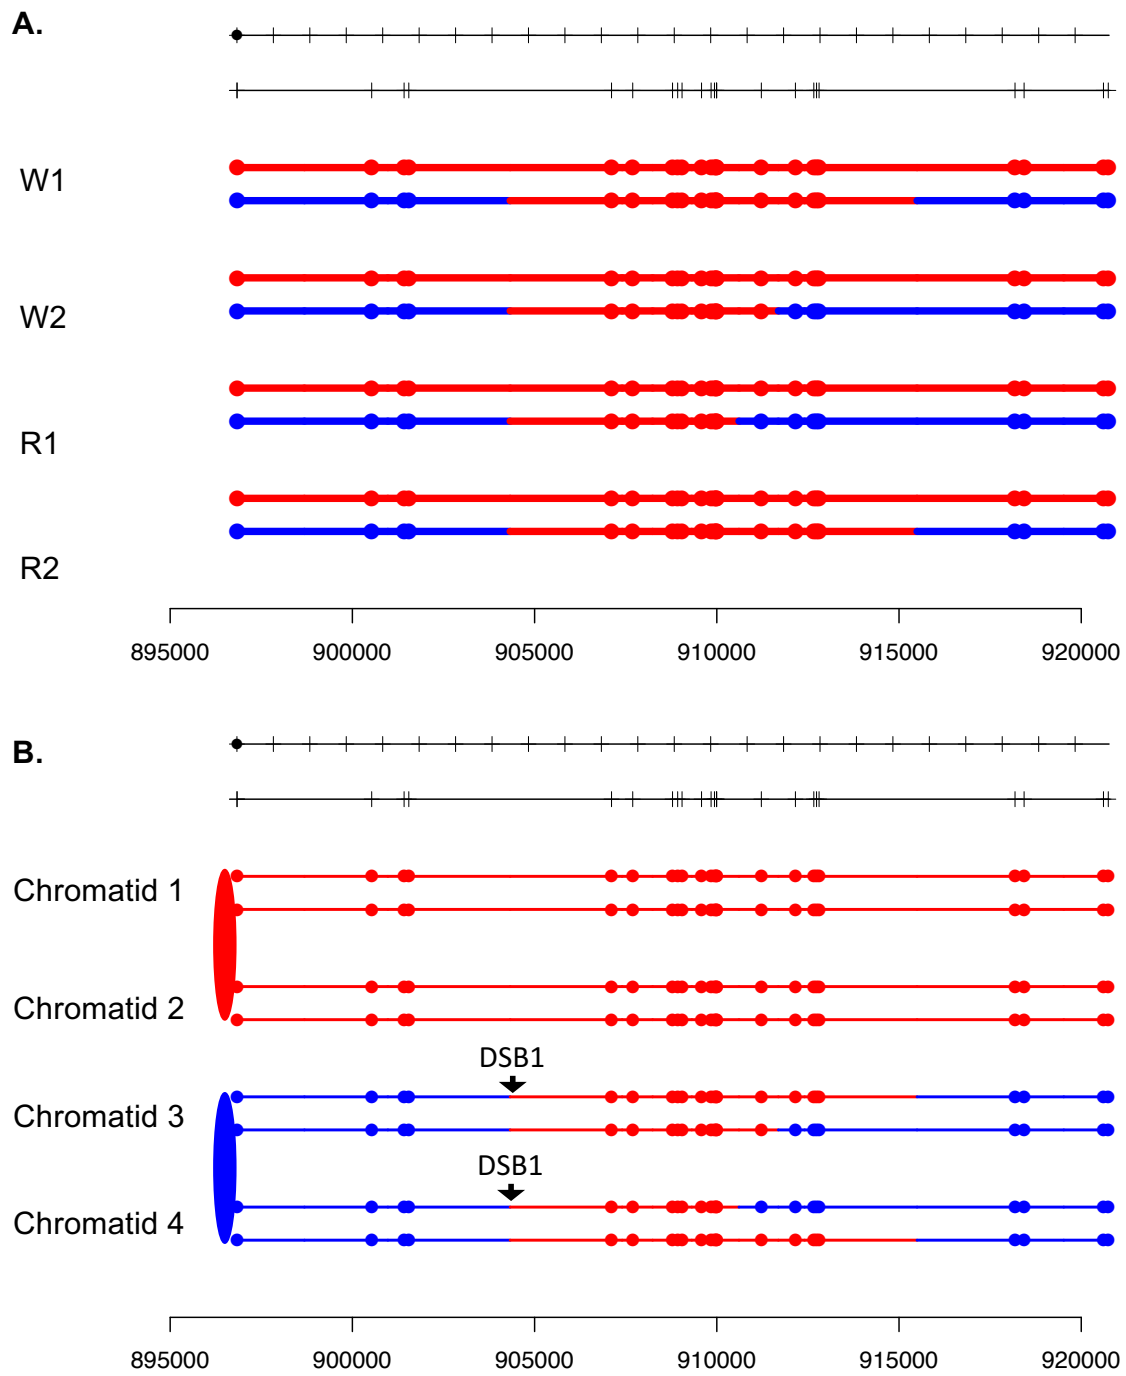 A.
W1
W2
R1
R2
895000 900000 905000 910000 915000 920000
B.
Chromatid 1
Chromatid 2
DSB1
Chromatid 3
DSB1
Chromatid 4
895000 900000 905000 910000 915000 920000